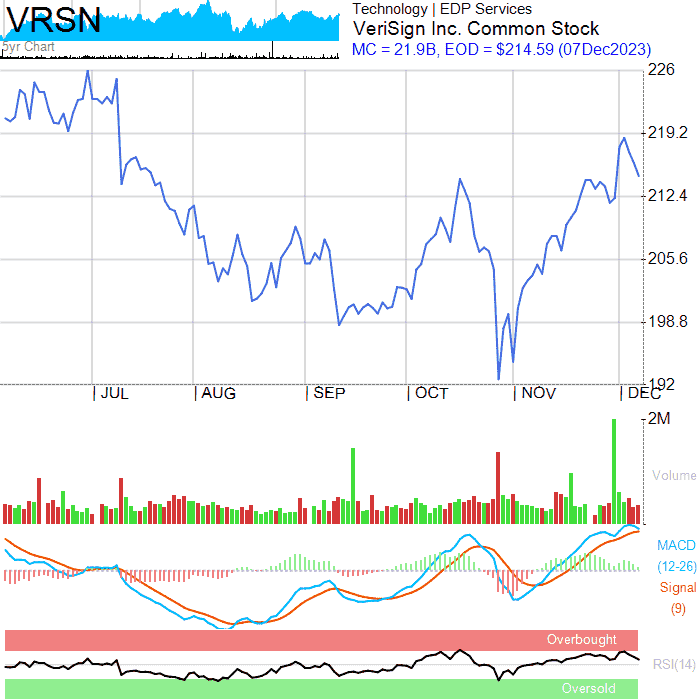 VRSN
5yr Chart
Technology | EDP Services
VeriSign Inc. Common Stock
MC = 21.9B, EOD = $214.59 (07Dec2023)
226
219.2
212.4
205.6
198.8
192
JUL
AUG
SEP
OCT
NOV
DEC
2M
Volume
MACD
(12-26)
Signal
(9)
Overbought
RSI(14)
Oversold